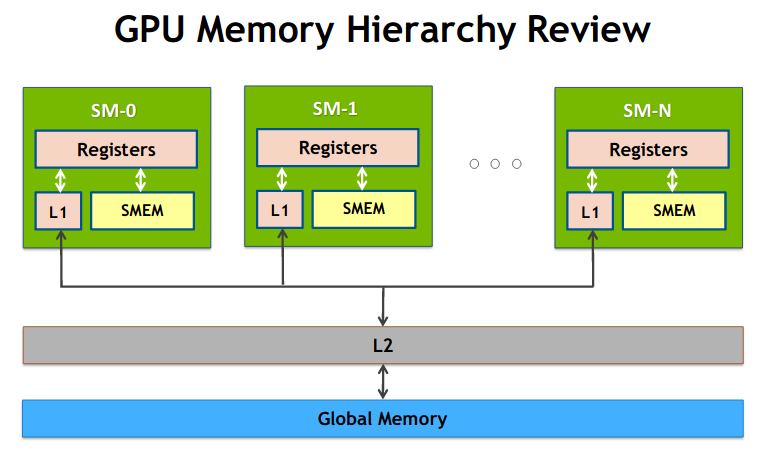 GPU Memory Hierarchy Review
SM-0
Registers
L1
SMEM
SM-1
Registers
L1
SMEM
SM-N
Registers
L1
SMEM
L2
Global Memory